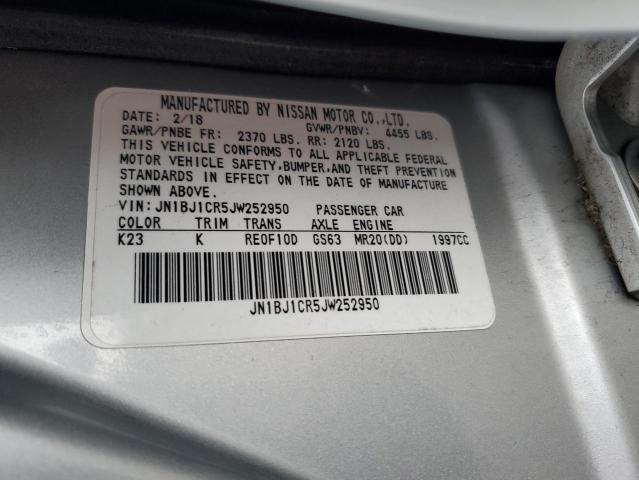 MANUFACTURED BY NISSAN MOTOR CO.,LTD.
DATE: 2/18 GVWR/PNBV: 4455 LBS.
GAWR/PNBE FR: 2370 LBS. RR: 2120 LBS.
THIS VEHICLE CONFORMS TO ALL APPLICABLE FEDERAL
MOTOR VEHICLE SAFETY,BUMPER,AND THEFT PREVENTION
STANDARDS IN EFFECT ON THE DATE OF MANUFACTURE
SHOWN ABOVE.
VIN:JN1BJ1CR5JW252950 PASSENGER CAR
COLOR TRIM TRANS AXLE ENGINE
K23 K RE0F10D GS63 MR20(DD) 1997CC
JN1BJ1CR5JW252950